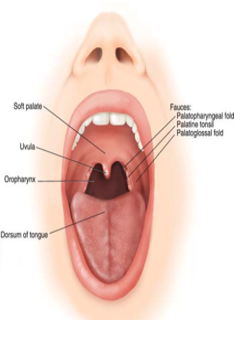 Soft palate
Uvula
Oropharynx
Dorsum of tongue
Fauces:
Palatopharyngeal fold
Palatine tonsil
Palatoglossal fold